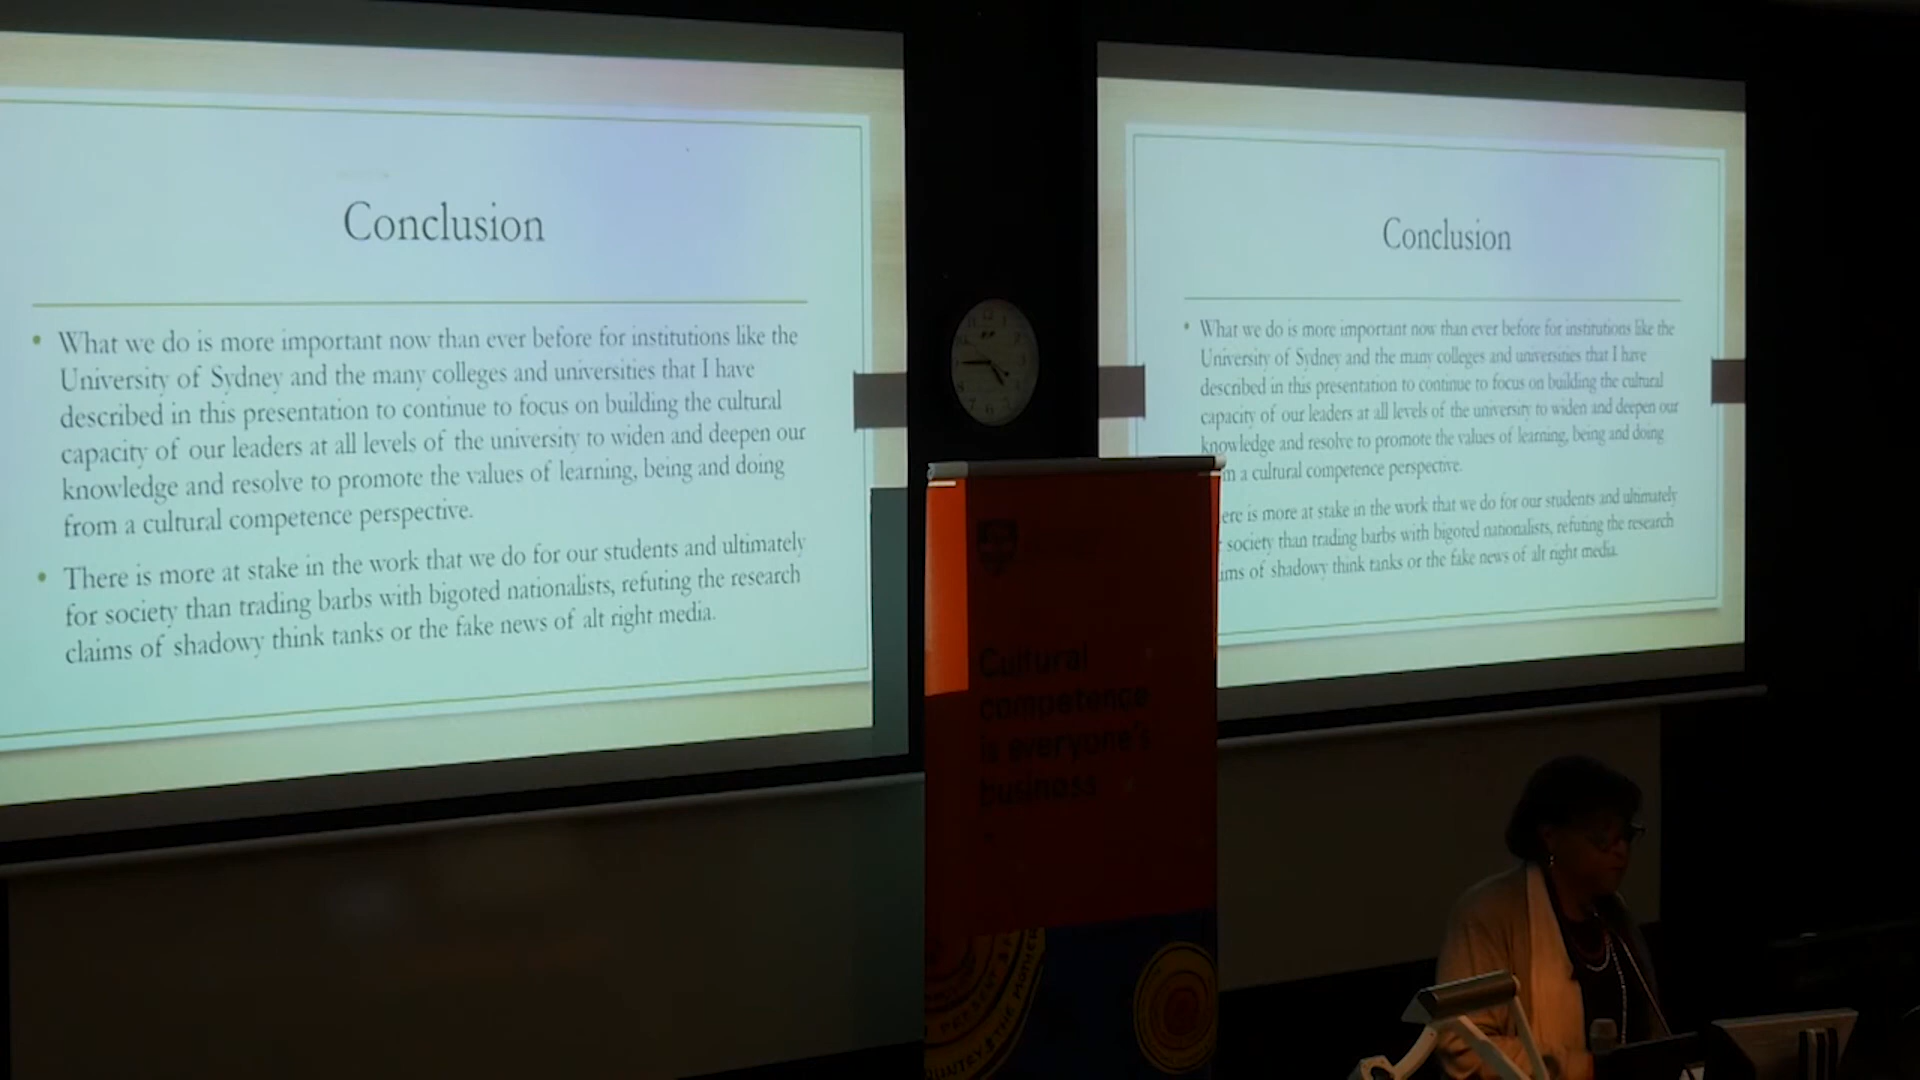 Conclusion
• What we do is more important now than ever before for institutions like the
University of Sydney and the many colleges and universities that I have
described in this presentation to continue to focus on building the cultural
capacity of our leaders at all levels of the university to widen and deepen our
knowledge and resolve to promote the values of learning, being and doing
from a cultural competence perspective.
• There is more at stake in the work that we do for our students and ultimately
for society than trading barbs with bigoted nationalists, refuting the research
claims of shadowy think tanks or the fake news of alt right media.
Conclusion
• What we do is more important now than ever before for institutions like the
University of Sydney and the many colleges and universities that I have
described in this presentation to continue to focus on building the cultural
capacity of our leaders at all levels of the university to widen and deepen our
knowledge and resolve to promote the values of learning, being and doing
a cultural competence perspective.
is more at stake in the work that we do for our students and ultimately
society than trading barbs with bigoted nationalists, refuting the research
of shadowy think tanks or the fake news of alt right media.
Cultural
competence
is everyone's
business